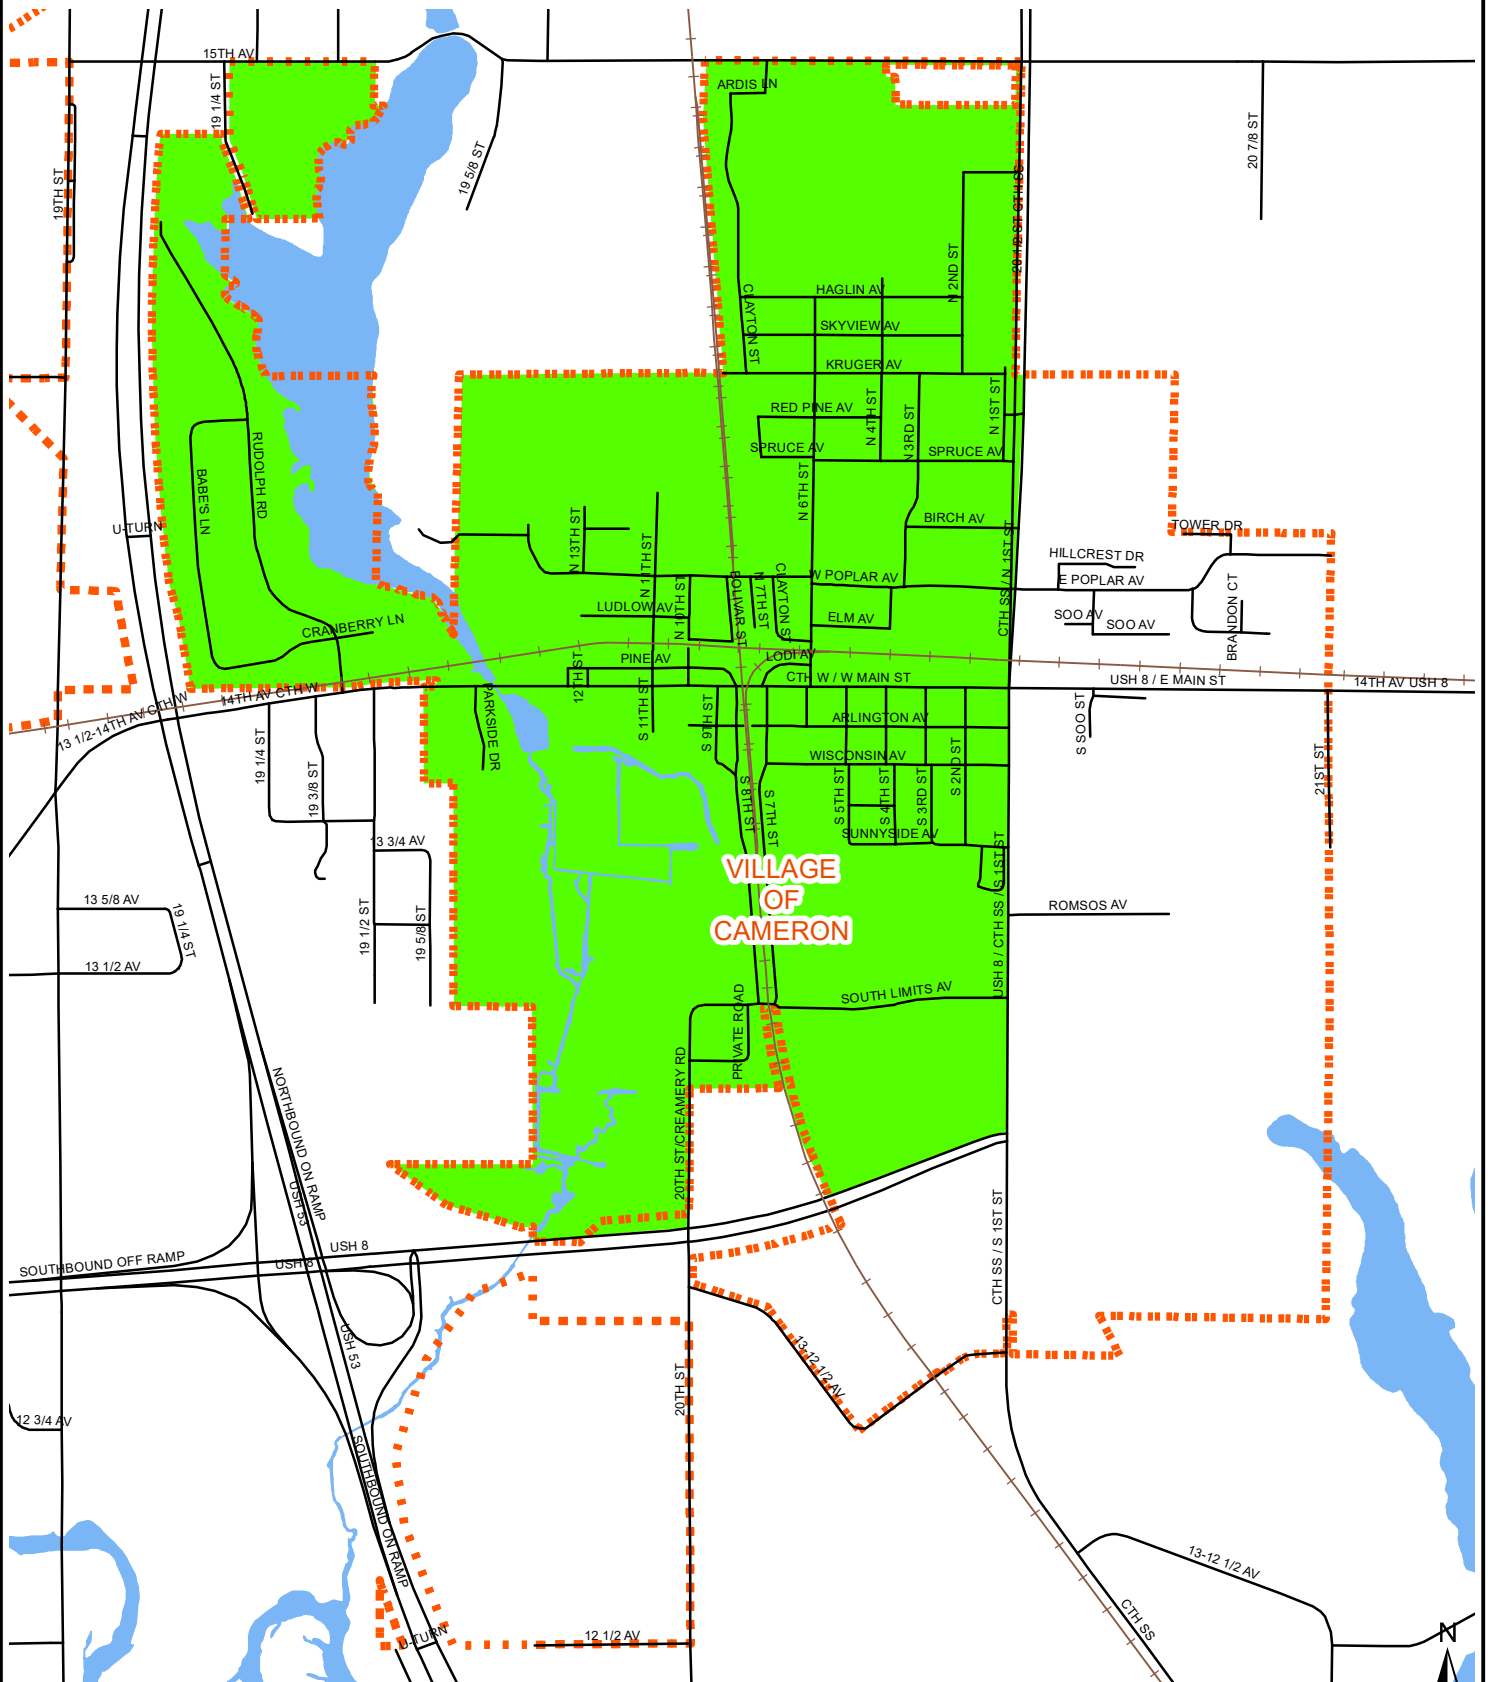 15TH AV
19 1/4 ST
19TH ST
19 5/8 ST
ARDIS LN
20 7/8 ST
20 1/2 ST CTH SS
N 2ND ST
CLAYTON ST
HAGLIN AV
SKYVIEW AV
KRUGER AV
RED PINE AV
N 4TH ST
N 3RD ST
N 1ST ST
SPRUCE AV
SPRUCE AV
N 6TH ST
BIRCH AV
RUDOLPH RD
BABE'S LN
U-TURN
CRANBERRY LN
N 13TH ST
N 11TH ST
N 10TH ST
LUDLOW AV
BOLIVAR ST
N 7TH ST
CLAYTON ST
W POPLAR AV
ELM AV
CTH SS / N 1ST ST
TOWER DR
HILLCREST DR
E POPLAR AV
SOO AV
SOO AV
BRANDON CT
PINE AV
LODI AV
12TH ST
CTH W / W MAIN ST
USH 8 / E MAIN ST
14TH AV USH 8
13 1/2-14TH AV CTH W
14TH AV CTH W
PARKSIDE DR
S 11TH ST
S 9TH ST
ARLINGTON AV
WISCONSIN AV
S SOO ST
21ST ST
19 1/4 ST
19 3/8 ST
S 8TH ST
S 7TH ST
S 5TH ST
S 4TH ST
S 3RD ST
S 2ND ST
SUNNYSIDE AV
USH 8 / CTH SS / S 1ST ST
13 3/4 AV
VILLAGE
OF
CAMERON
13 5/8 AV
19 1/4 ST
19 1/2 ST
19 5/8 ST
13 1/2 AV
ROMSOS AV
SOUTH LIMITS AV
PRIVATE ROAD
20TH ST/CREAMERY RD
NORTHBOUND ON RAMP
USH 53
SOUTHBOUND OFF RAMP
USH 8
USH 8
CTH SS / S 1ST ST
USH 53
13-12 1/2 AV
20TH ST
12 3/4 AV
SOUTHBOUND ON RAMP
13-12 1/2 AV
CTH SS
U-TURN
12 1/2 AV
N